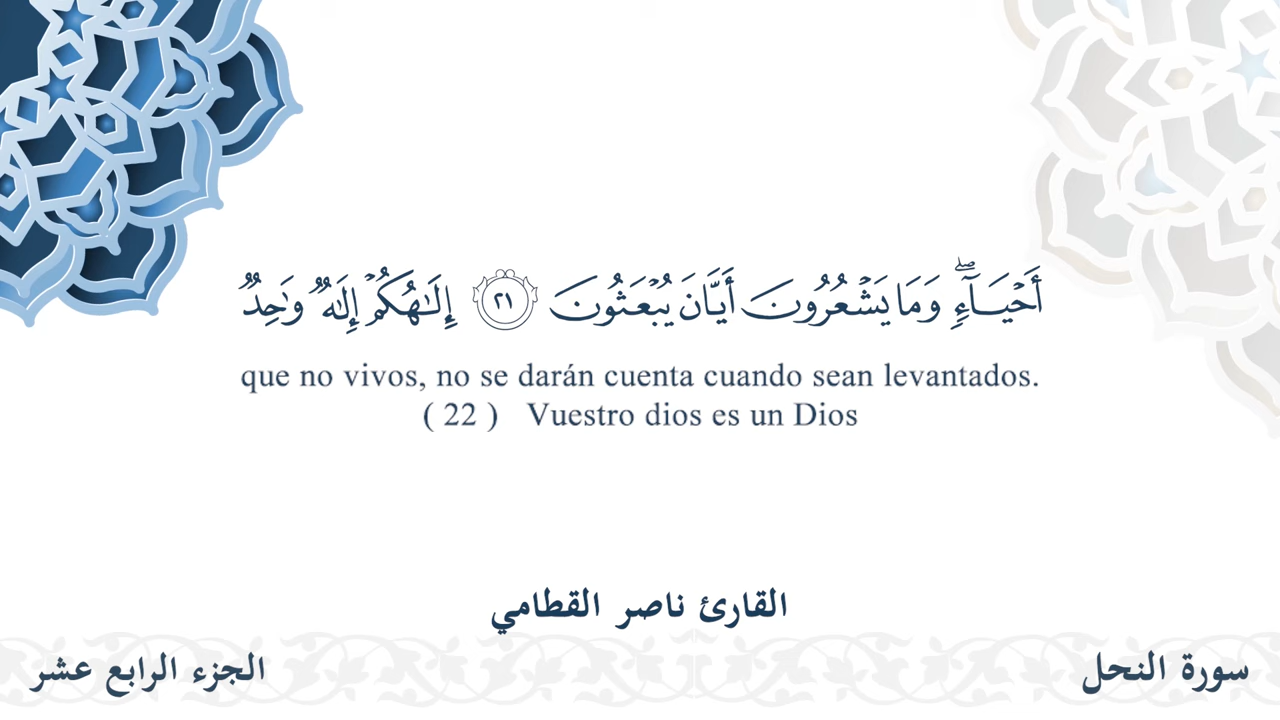 أَحْيَآءٍۖ وَمَا يَشْعُرُونَ أَيَّانَ يُبْعَثُونَ ٢١ إِلَٰهُكُمْ إِلَٰهٌ وَٰحِدٌ
que no vivos, no se darán cuenta cuando sean levantados.
( 22 ) Vuestro dios es un Dios
القارئ ناصر القطامي
سورة النحل
الجزء الرابع عشر